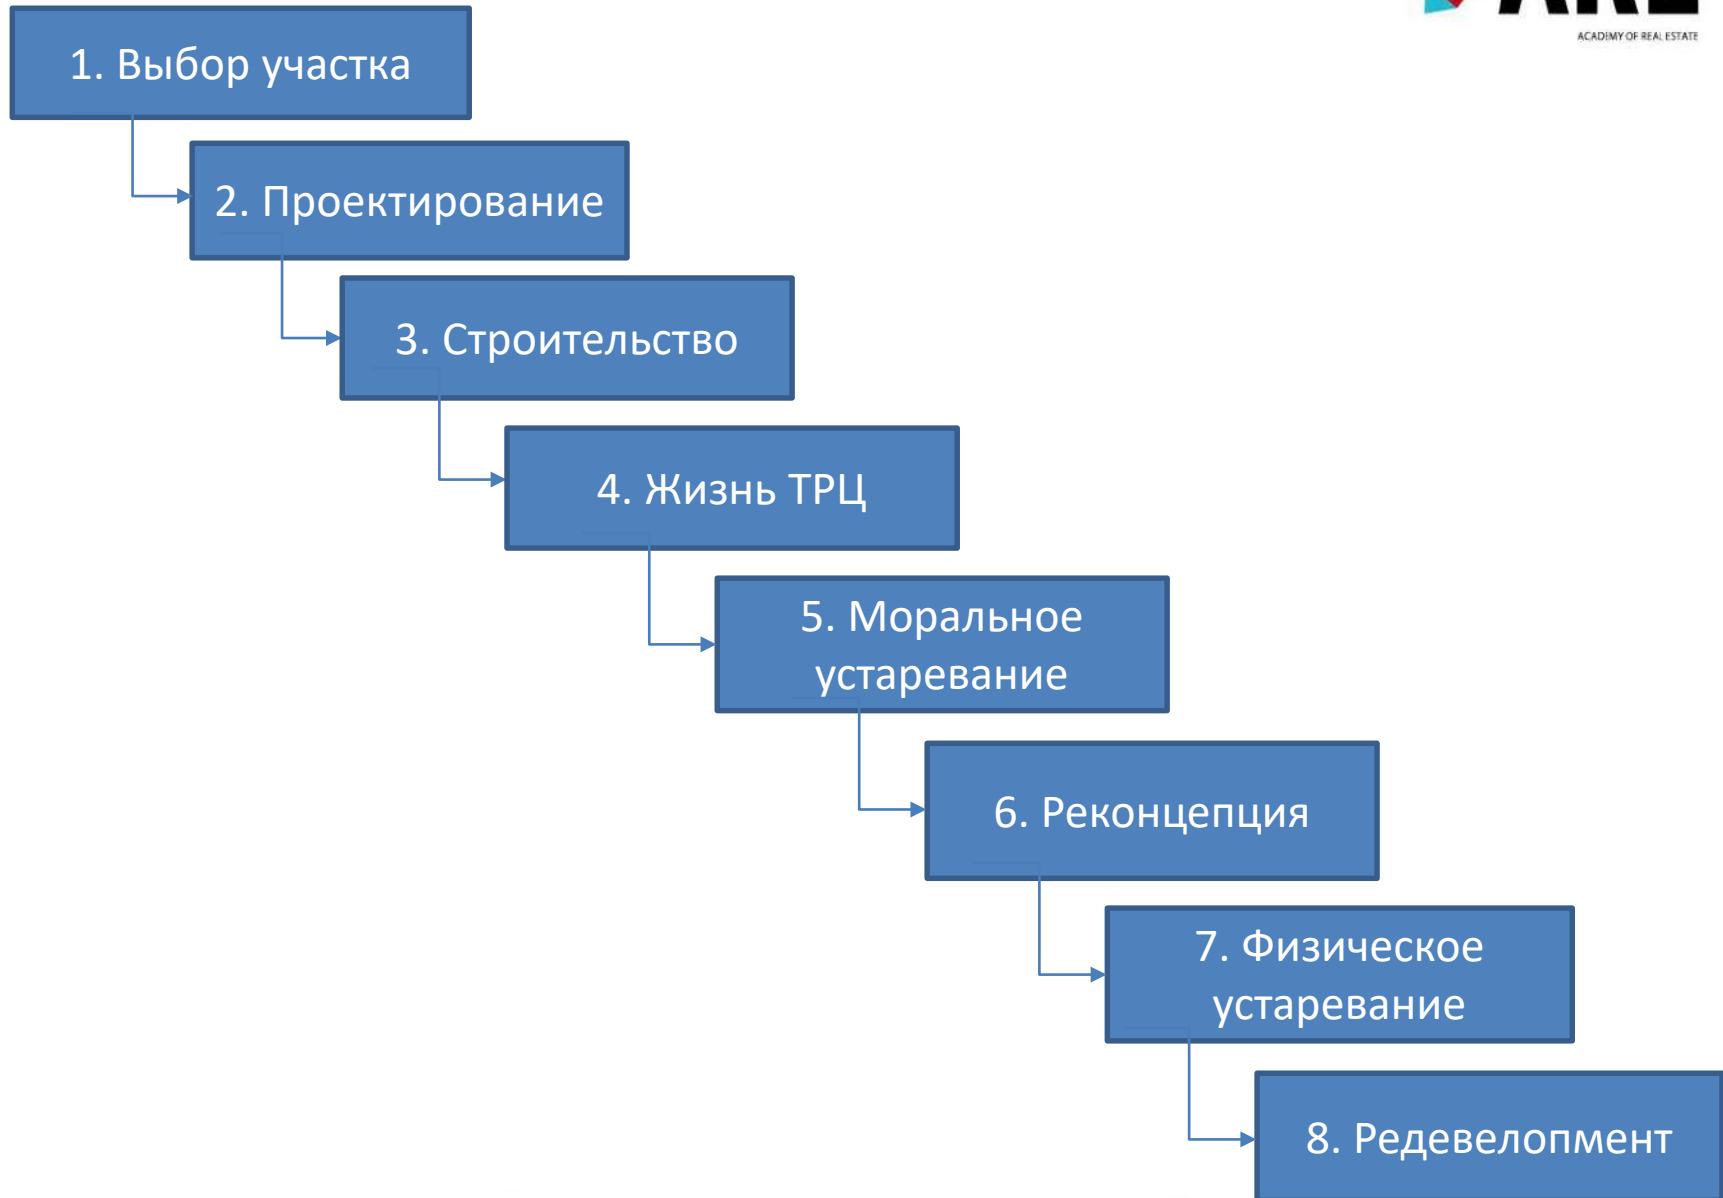 ACADEMY OF REAL ESTATE
1. Выбор участка
2. Проектирование
3. Строительство
4. Жизнь ТРЦ
5. Моральное
устаревание
6. Реконцепция
7. Физическое
устаревание
8. Редевелопмент